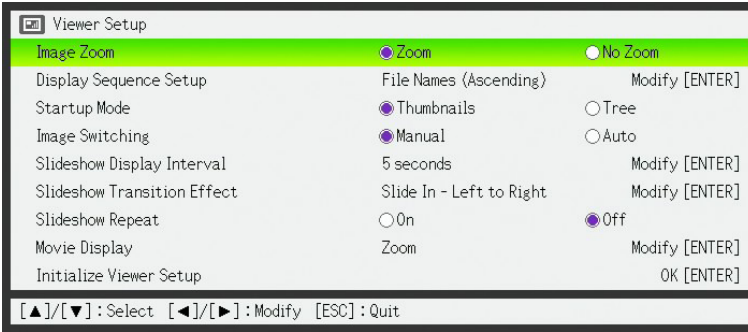 Viewer Setup
Image Zoom Zoom No Zoom
Display Sequence Setup File Names (Ascending) Modify [ENTER]
Startup Mode Thumbnails Tree
Image Switching Manual Auto
Slideshow Display Interval 5 seconds Modify [ENTER]
Slideshow Transition Effect Slide In - Left to Right Modify [ENTER]
Slideshow Repeat On Off
Movie Display Zoom Modify [ENTER]
Initialize Viewer Setup OK [ENTER]
[▲]/[▼]:Select [◄]/[►]:Modify [ESC]:Quit